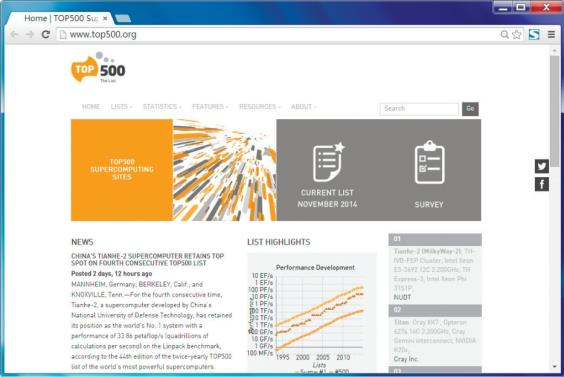 Home | TOP500 Sup
www.top500.org
TOP 500
The List.
HOME LISTS STATISTICS FEATURES RESOURCES ABOUT
Search Go
TOP500
SUPERCOMPUTING
SITES
CURRENT LIST
NOVEMBER 2014
SURVEY
NEWS
CHINA'S TIANHE-2 SUPERCOMPUTER RETAINS TOP
SPOT ON FOURTH CONSECUTIVE TOP500 LIST
Posted 2 days, 12 hours ago
MANNHEIM, Germany; BERKELEY, Calif.; and
KNOXVILLE, Tenn.—For the fourth consecutive time,
Tianhe-2, a supercomputer developed by China's
National University of Defense Technology, has retained
its position as the world's No. 1 system with a
performance of 33.86 petaflop/s (quadrillions of
calculations per second) on the Linpack benchmark,
according to the 44th edition of the twice-yearly TOP500
list of the world's most powerful supercomputers.
LIST HIGHLIGHTS
Performance Development
10 EF/s
1 EF/s
100 PF/s
10 PF/s
1 PF/s
100 TF/s
10 TF/s
1 TF/s
100 GF/s
10 GF/s
1 GF/s
100 MF/s
Performance
1995 2000 2005 2010
Lists
Sum #1 #500
01
Tianhe-2 (MilkyWay-2), TH-
IVB-FEP Cluster, Intel Xeon
E5-2692 12C 2.200GHz, TH
Express-2, Intel Xeon Phi
31S1P,
NUDT
02
Titan, Cray XK7, Opteron
6274 16C 2.200GHz, Cray
Gemini interconnect, NVIDIA
K20x,
Cray Inc.
03